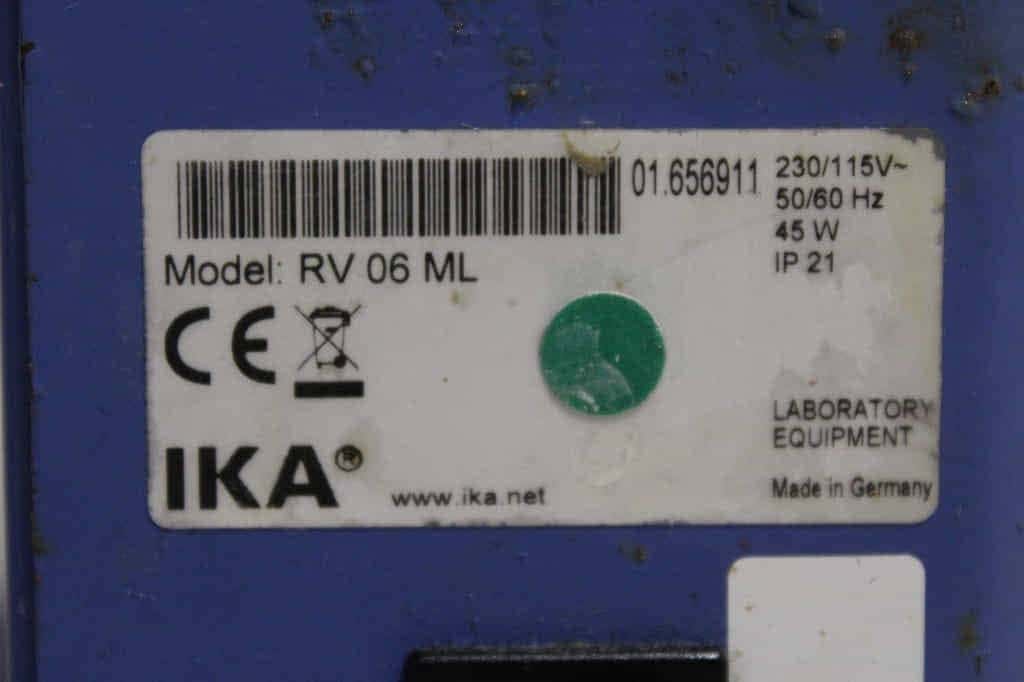 01.656911
230/115V~
50/60 Hz
45 W
IP 21
Model: RV 06 ML
CE
IKA®
www.ika.net
LABORATORY
EQUIPMENT
Made in Germany